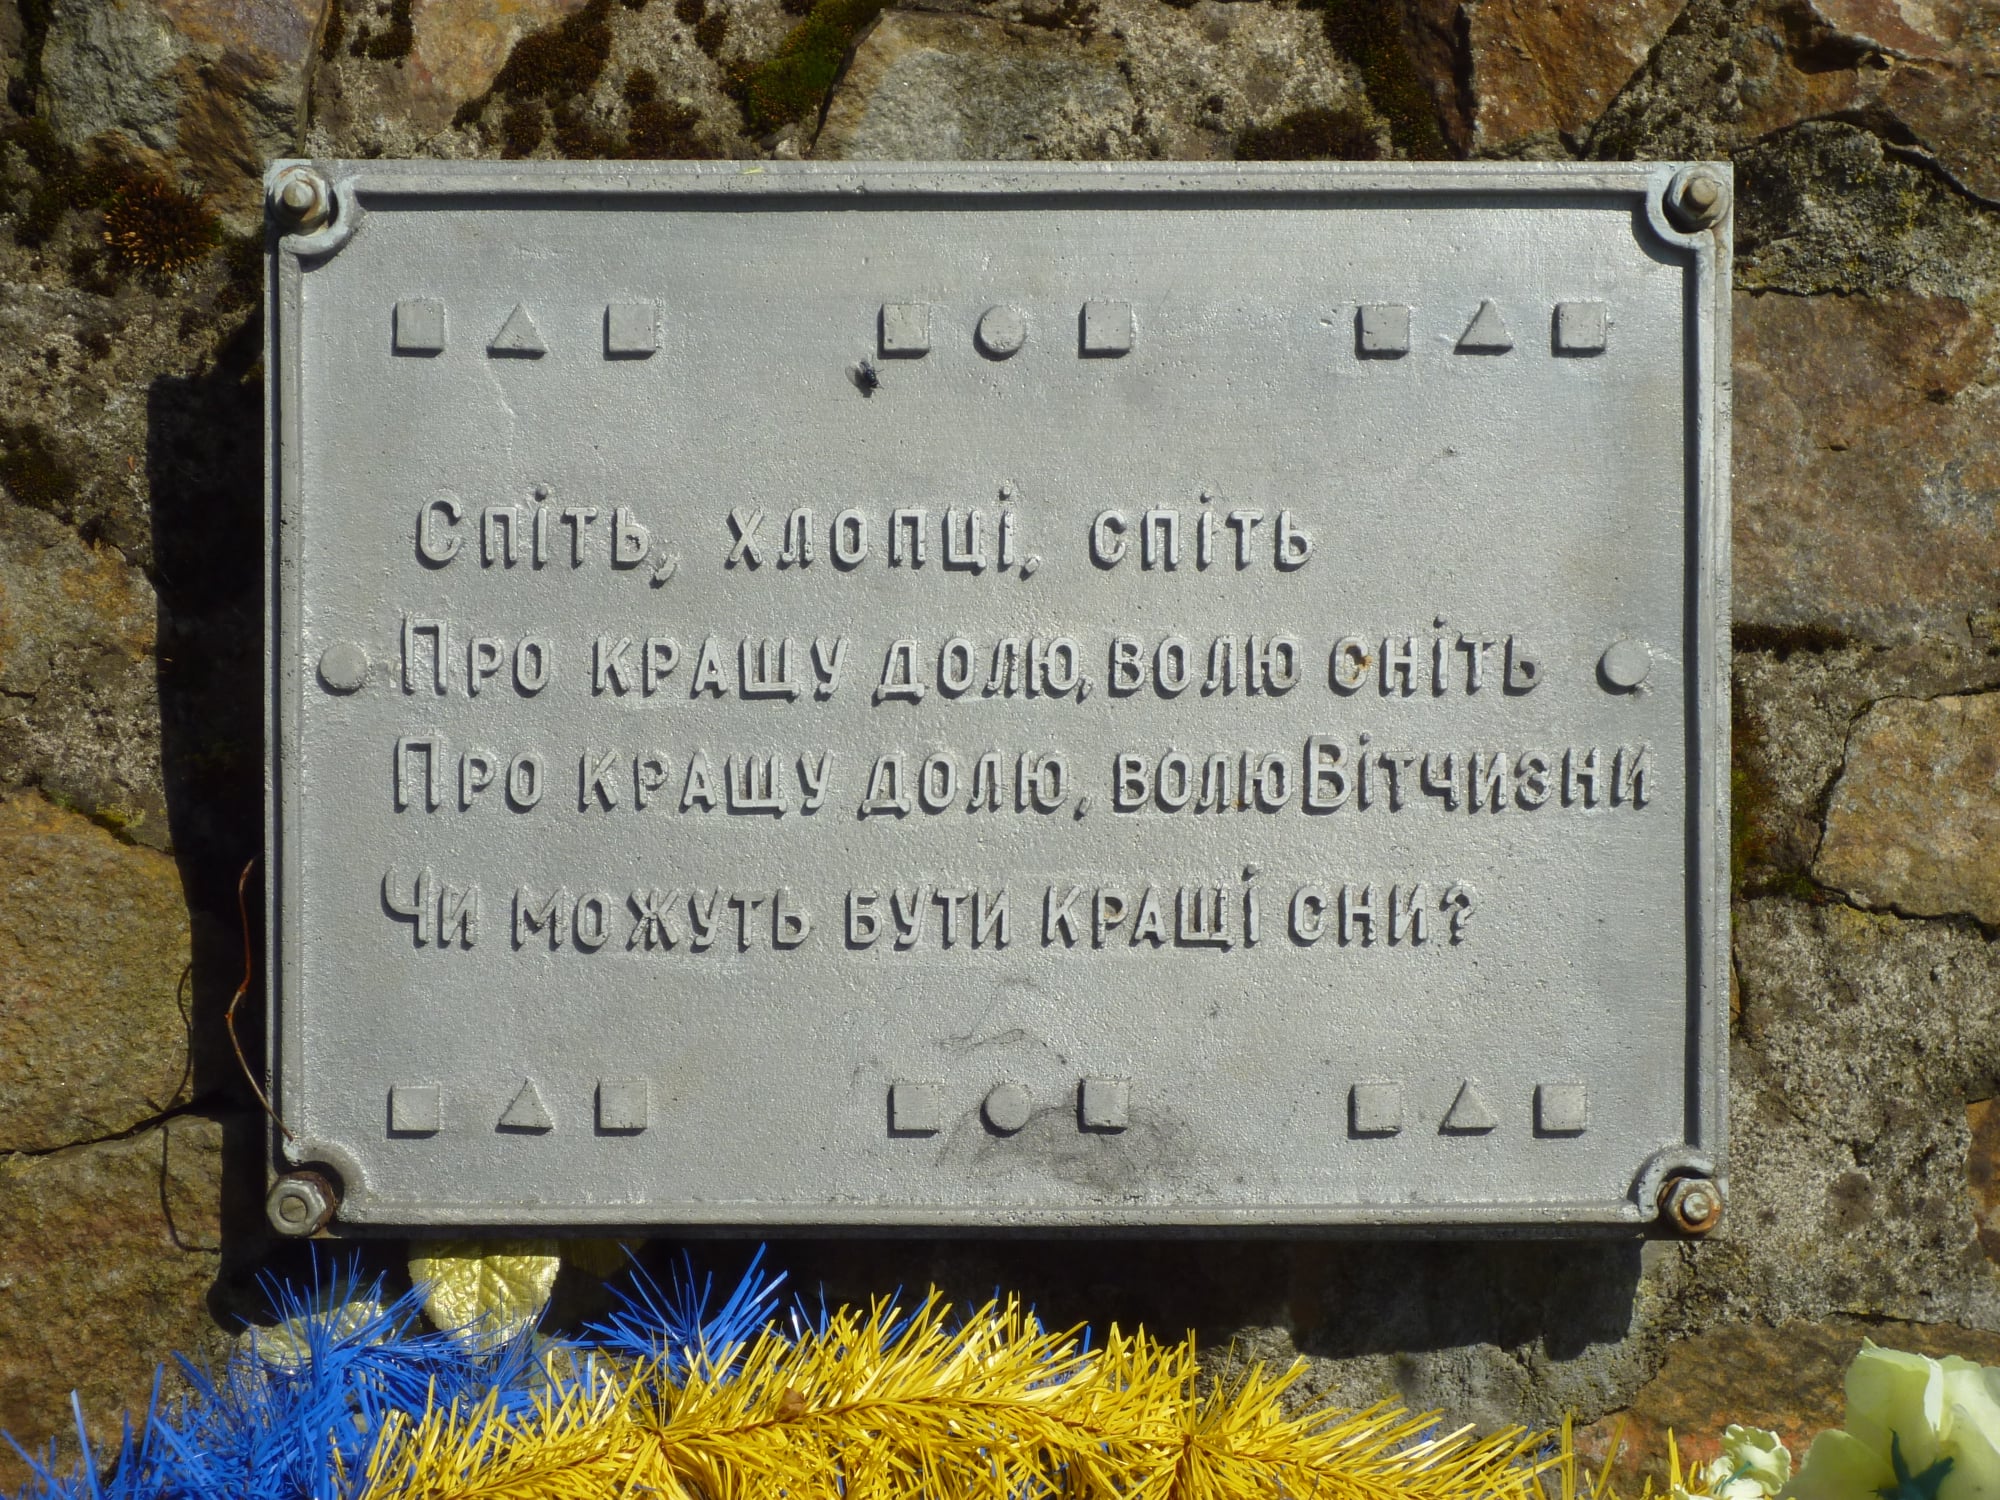 Спіть, хлопці, спіть
Про кращу долю, волю сніть
Про кращу долю, волю Вітчизни
Чи можуть бути кращі сни?